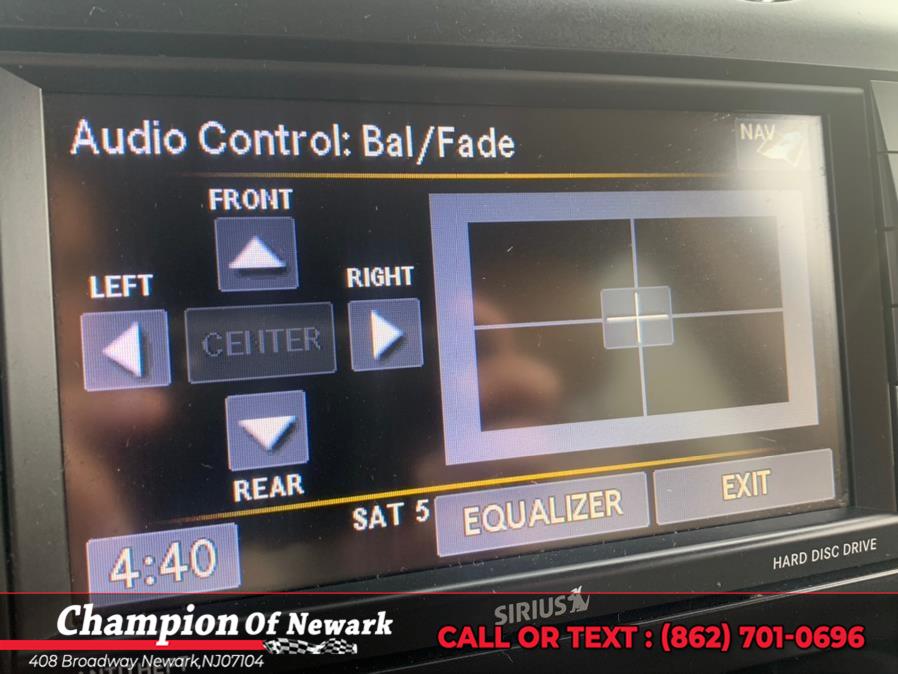 Audio Control: Bal/Fade
NAV
FRONT
LEFT
RIGHT
CENTER
REAR
SAT 5
EQUALIZER
EXIT
4:40
HARD DISC DRIVE
SIRIUS
Champion Of Newark
CALL OR TEXT : (862) 701-0696
408 Broadway Newark,NJ07104